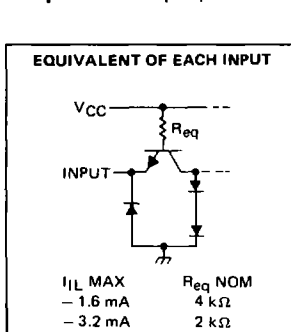 EQUIVALENT OF EACH INPUT
VCC
Req
INPUT
IIL MAX Req NOM
– 1.6 mA 4 kΩ
– 3.2 mA 2 kΩ